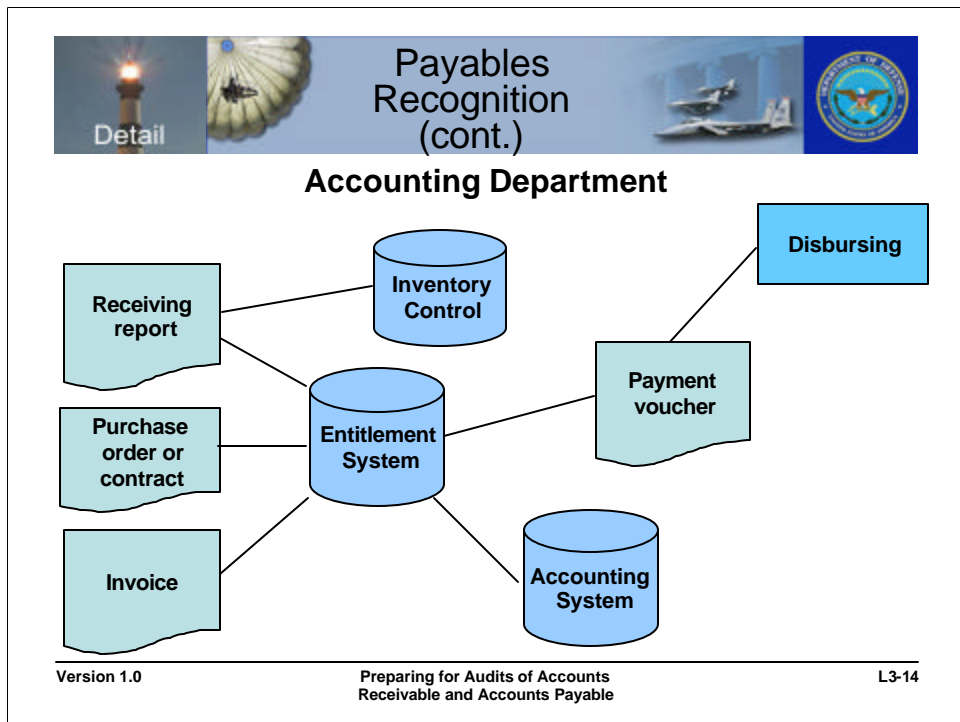 Detail
Payables
Recognition
(cont.)
Accounting Department
Disbursing
Inventory
Control
Receiving
report
Payment
voucher
Purchase
order or
contract
Entitlement
System
Invoice
Accounting
System
Version 1.0
Preparing for Audits of Accounts
Receivable and Accounts Payable
L3-14